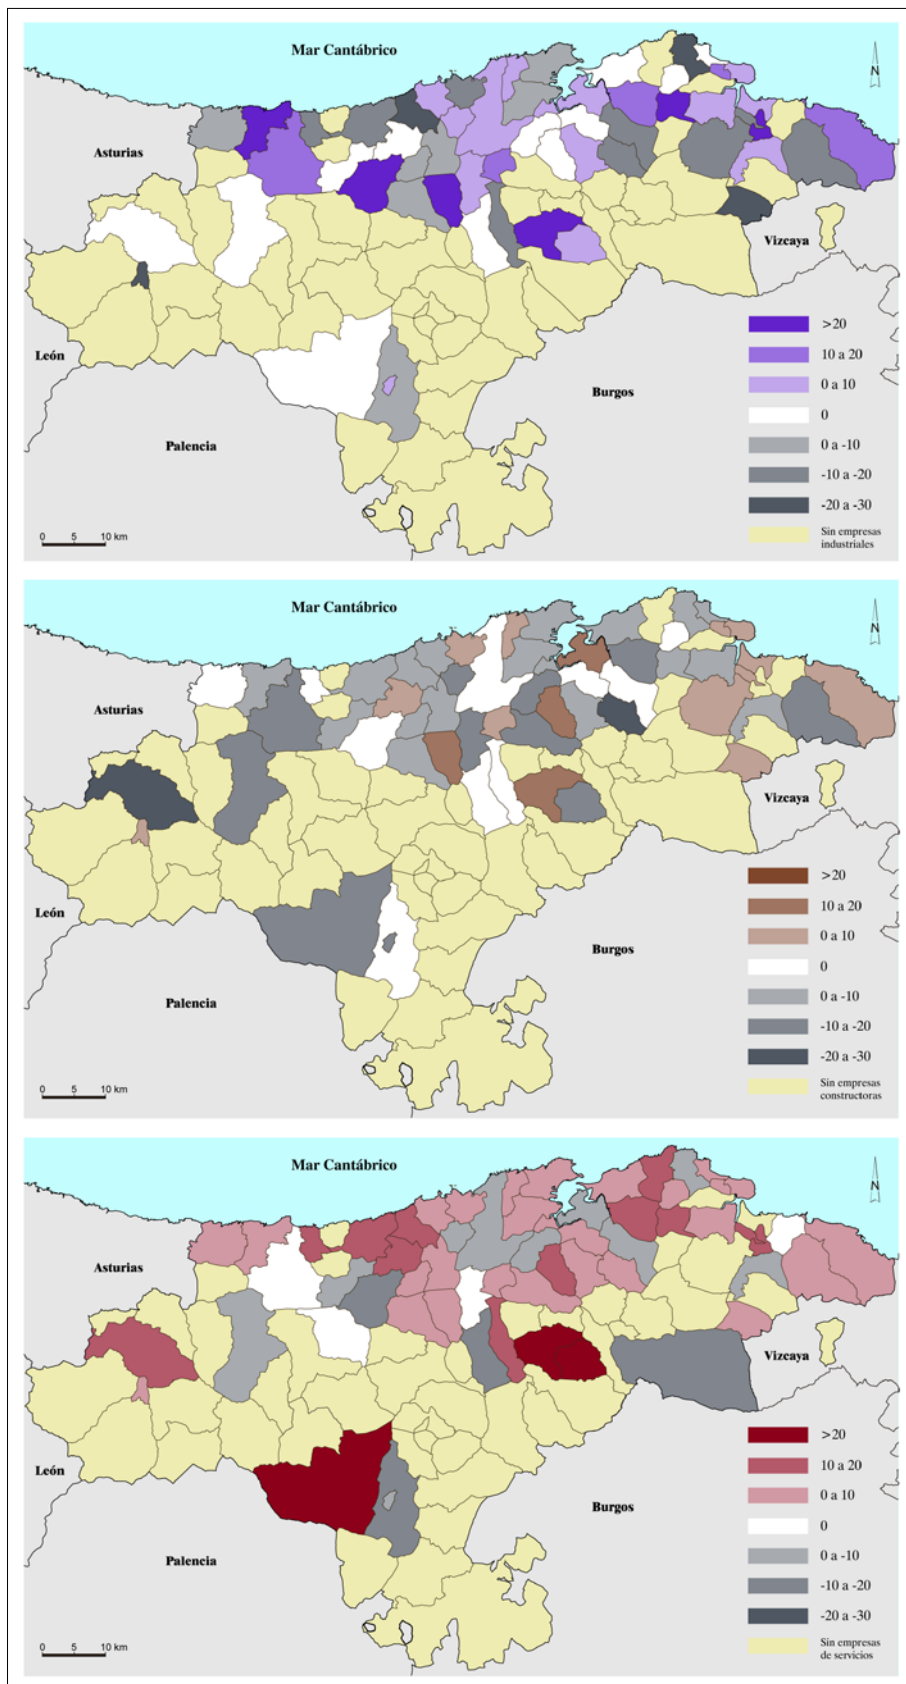 Mar Cantábrico
N
Asturias
Vizcaya
León
Burgos
Palencia
>20
10 a 20
0 a 10
0
0 a -10
-10 a -20
-20 a -30
Sin empresas
industriales
0 5 10 km
Mar Cantábrico
N
Asturias
Vizcaya
León
Burgos
Palencia
>20
10 a 20
0 a 10
0
0 a -10
-10 a -20
-20 a -30
Sin empresas
constructoras
0 5 10 km
Mar Cantábrico
N
Asturias
Vizcaya
León
Burgos
Palencia
>20
10 a 20
0 a 10
0
0 a -10
-10 a -20
-20 a -30
Sin empresas
de servicios
0 5 10 km